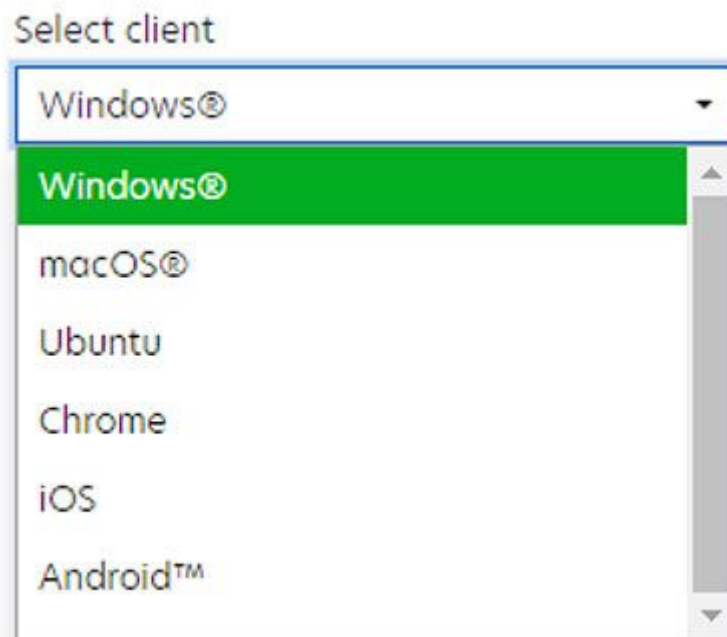 Select client
Windows®
Windows®
macOS®
Ubuntu
Chrome
iOS
Android™